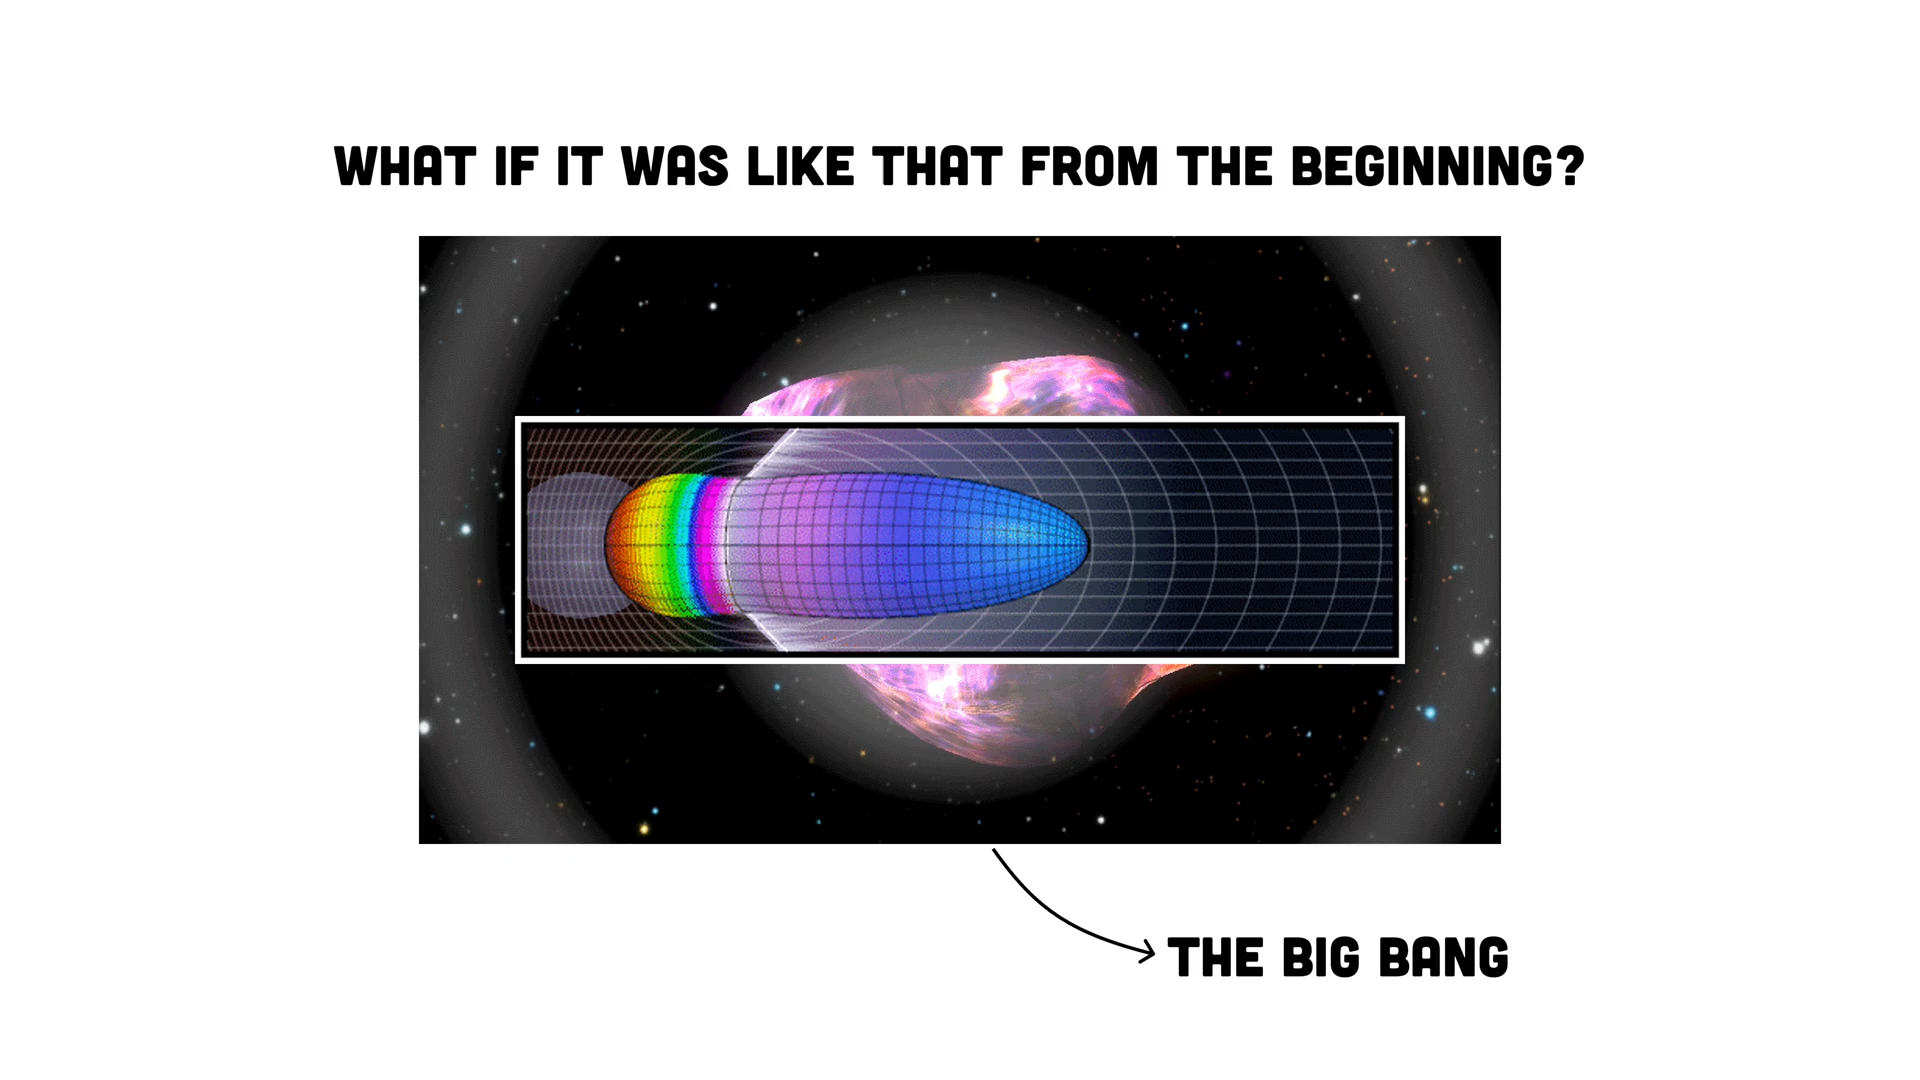 WHAT IF IT WAS LIKE THAT FROM THE BEGINNING?
THE BIG BANG